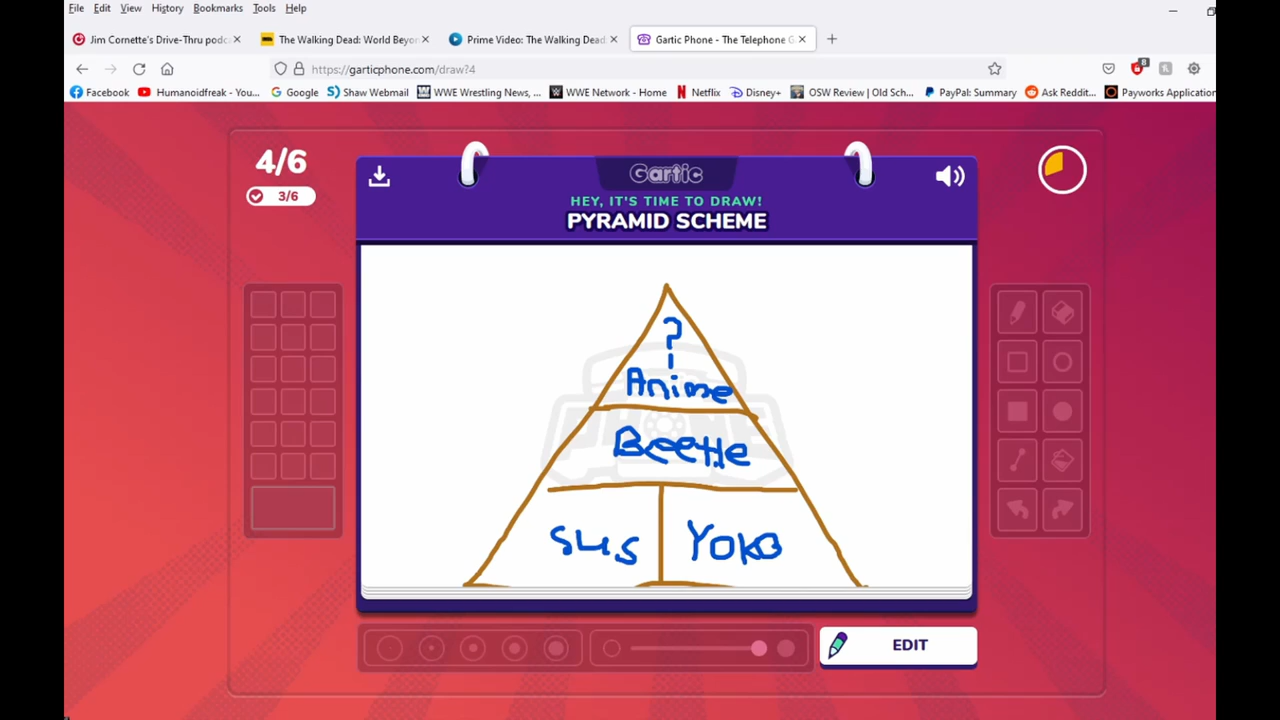 File Edit View History Bookmarks Tools Help
Jim Cornette's Drive-Thru podc
The Walking Dead: World Beyon
Prime Video: The Walking Dead
Gartic Phone - The Telephone G
https://garticphone.com/draw?4
8
Facebook Humanoidfreak - You... Google Shaw Webmail WWE Wrestling News, ... WWE Network - Home Netflix Disney+ OSW Review | Old Sch... PayPal: Summary Ask Reddit... Payworks Application
4/6
3/6
Gartic
HEY, IT'S TIME TO DRAW!
PYRAMID SCHEME
?
Anime
Beetle
SUS YOKO
EDIT